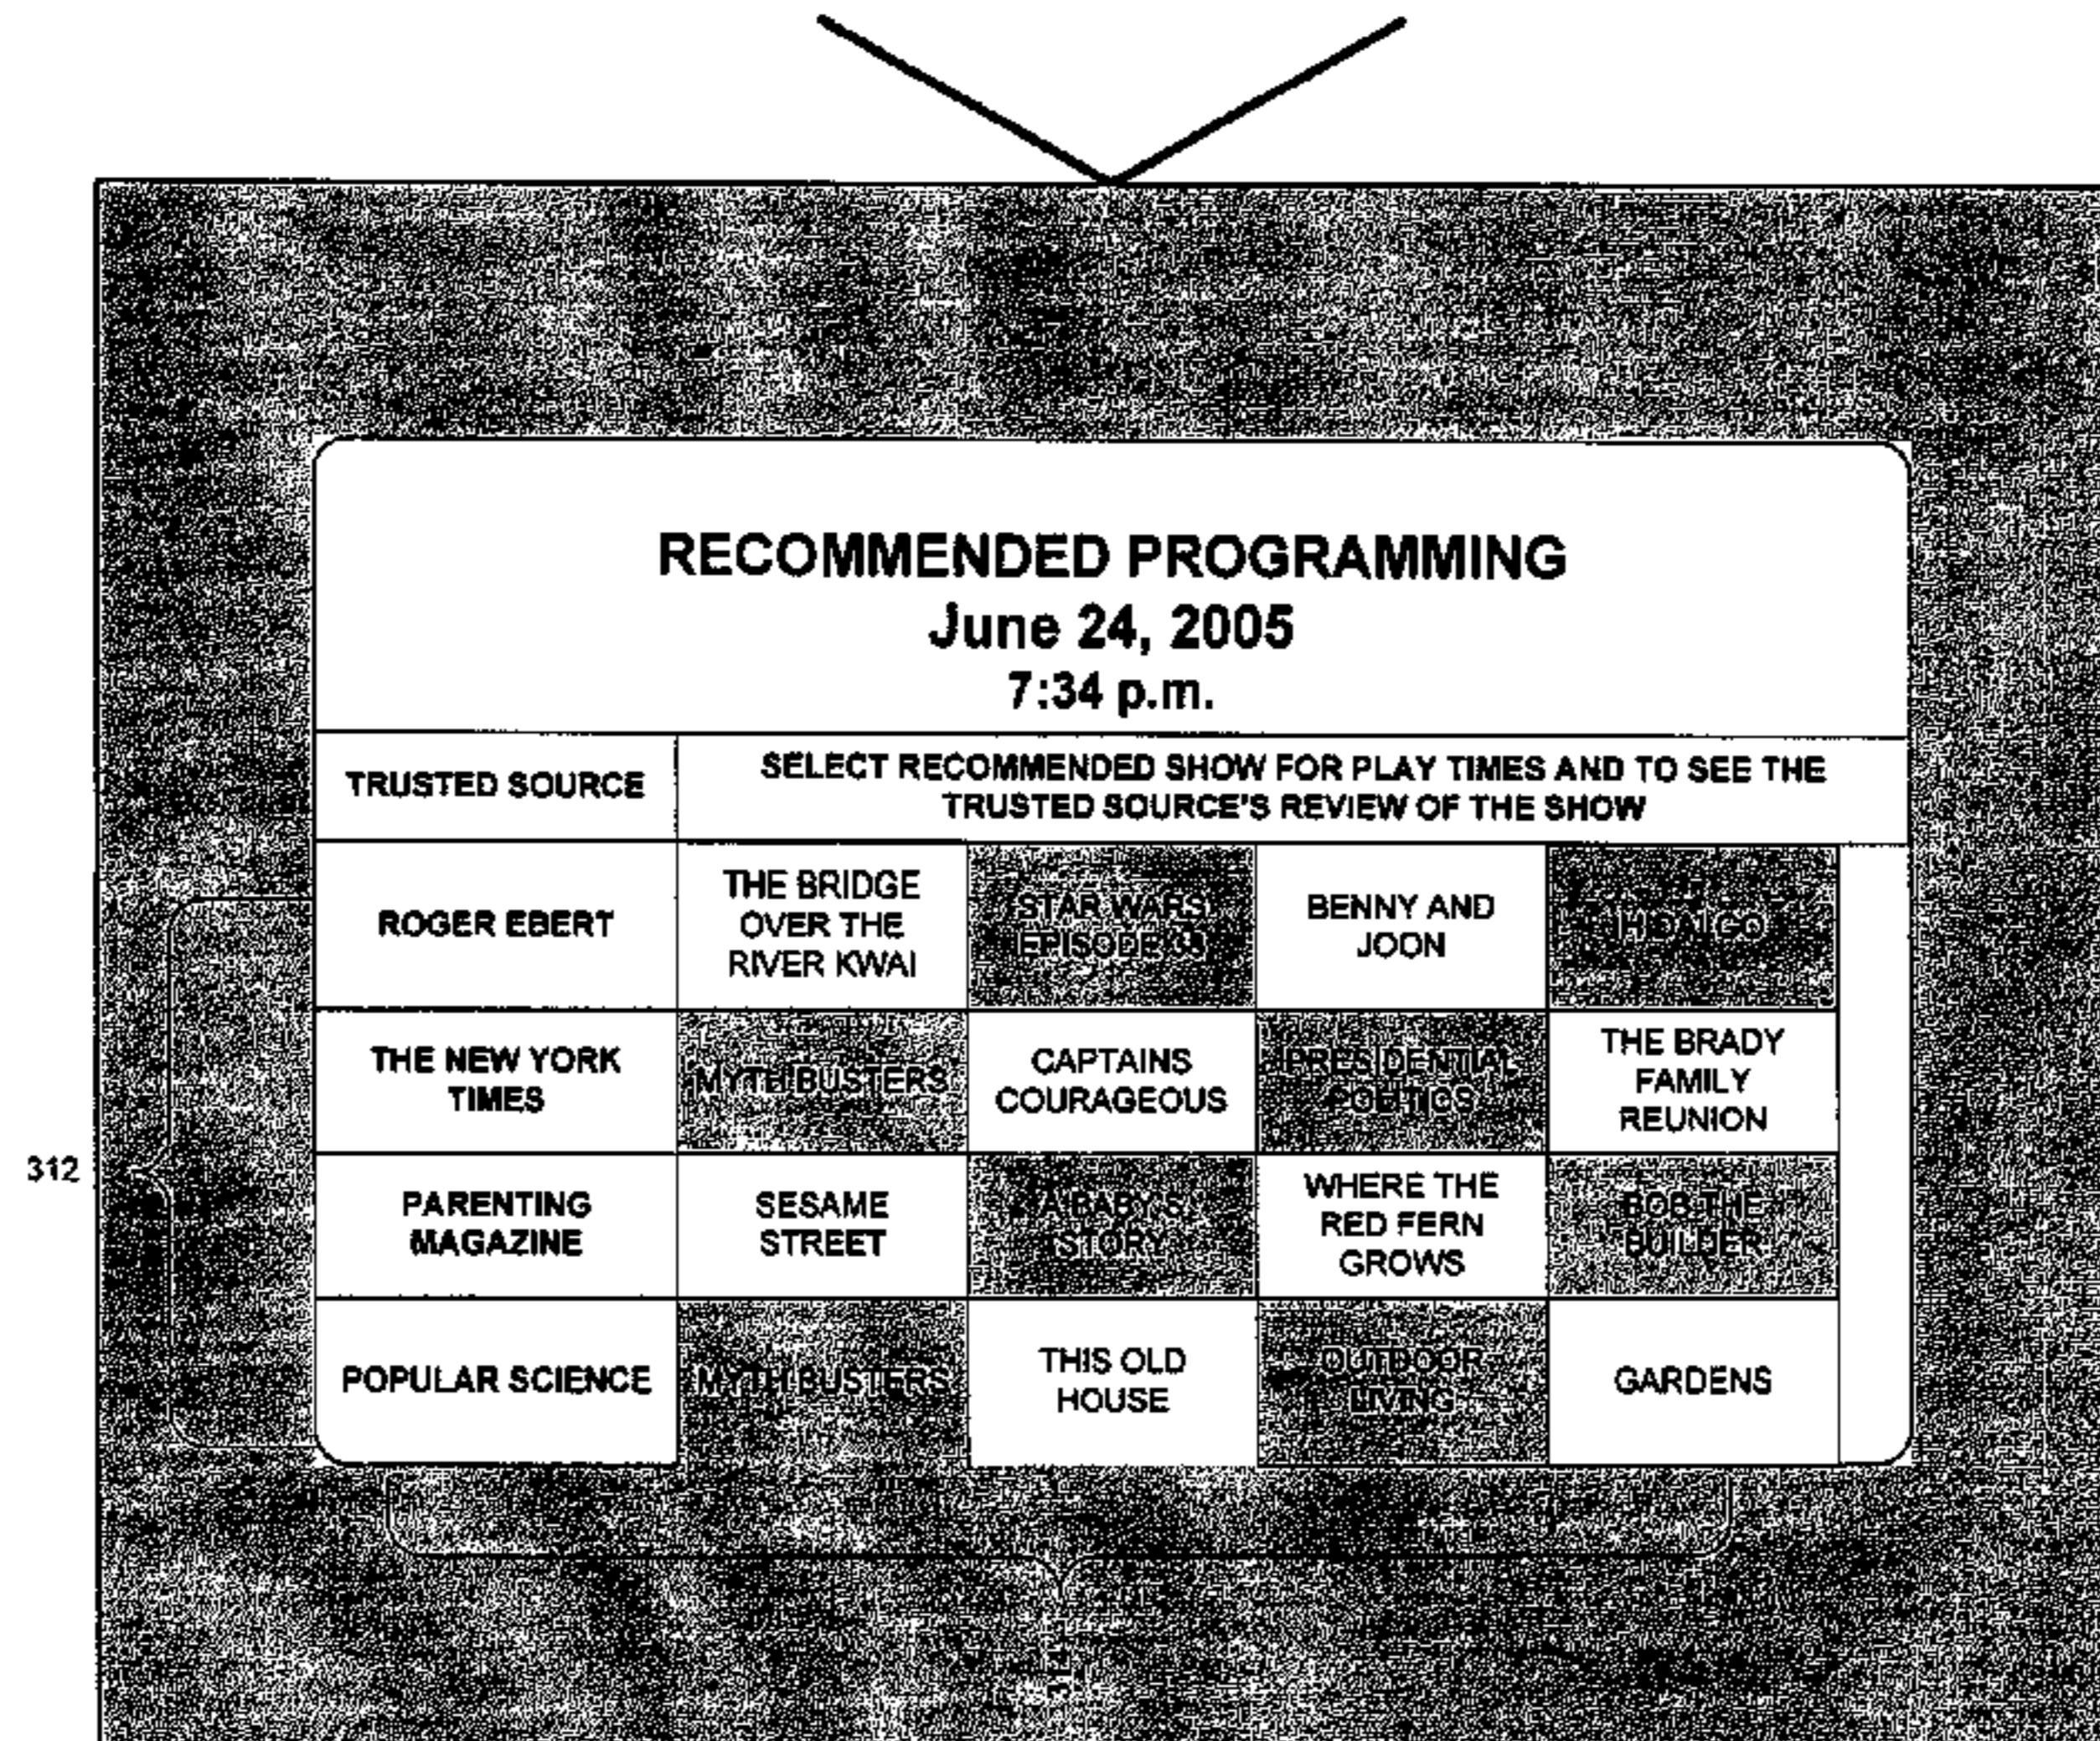 RECOMMENDED PROGRAMMING
June 24, 2005
7:34 p.m.
TRUSTED SOURCE
SELECT RECOMMENDED SHOW FOR PLAY TIMES AND TO SEE THE
TRUSTED SOURCE'S REVIEW OF THE SHOW
ROGER EBERT
THE BRIDGE
OVER THE
RIVER KWAI
STAR WARS
EPISODE
BENNY AND
JOON
HIDALGO
THE NEW YORK
TIMES
MYTH BUSTERS
CAPTAINS
COURAGEOUS
PRESIDENTIAL
POLITICS
THE BRADY
FAMILY
REUNION
312
PARENTING
MAGAZINE
SESAME
STREET
A BABY'S
STORY
WHERE THE
RED FERN
GROWS
BOB THE
BUILDER
POPULAR SCIENCE
MYTH BUSTERS
THIS OLD
HOUSE
OUTDOOR
LIVING
GARDENS